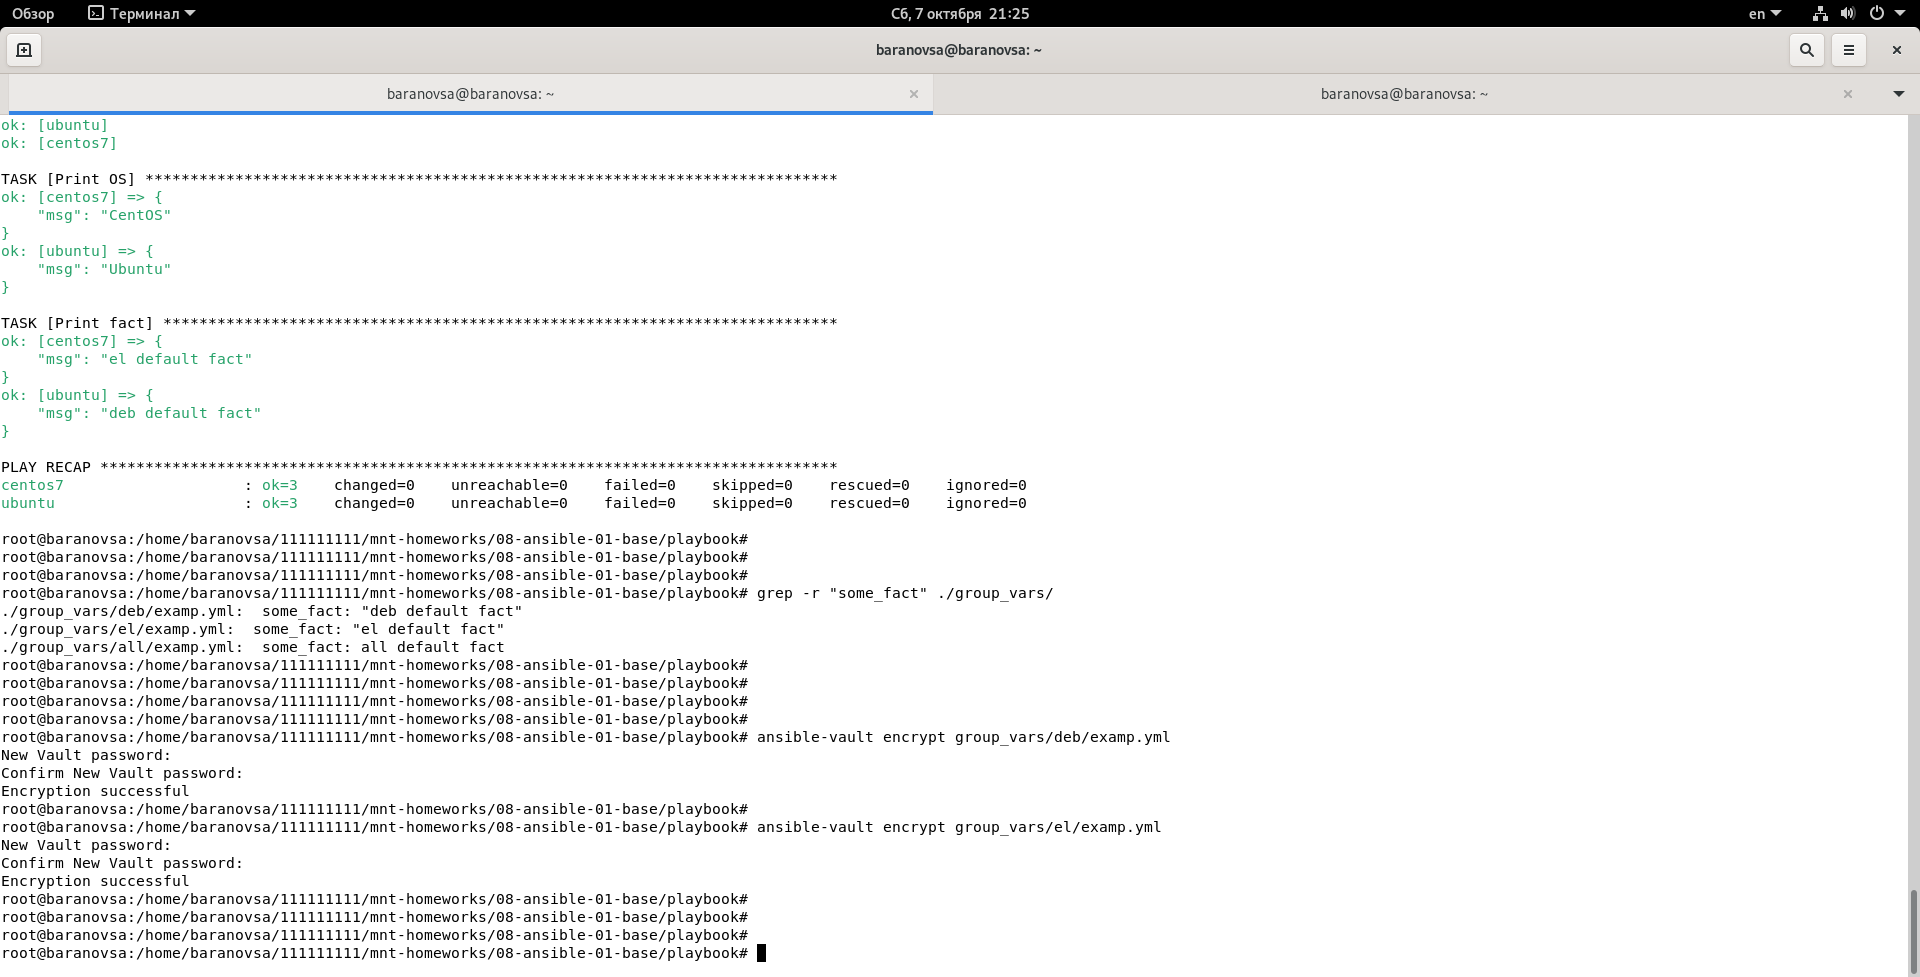 Обзор Терминал Сб, 7 октября 21:25 en
baranovsa@baranovsa: ~
baranovsa@baranovsa: ~ × baranovsa@baranovsa: ~ ×
ok: [ubuntu]
ok: [centos7]
TASK [Print OS] *****************************************************************************
ok: [centos7] => {
    "msg": "CentOS"
}
ok: [ubuntu] => {
    "msg": "Ubuntu"
}
TASK [Print fact] ***************************************************************************
ok: [centos7] => {
    "msg": "el default fact"
}
ok: [ubuntu] => {
    "msg": "deb default fact"
}
PLAY RECAP **********************************************************************************
centos7                    : ok=3    changed=0    unreachable=0    failed=0    skipped=0    rescued=0    ignored=0
ubuntu                     : ok=3    changed=0    unreachable=0    failed=0    skipped=0    rescued=0    ignored=0
root@baranovsa:/home/baranovsa/111111111/mnt-homeworks/08-ansible-01-base/playbook#
root@baranovsa:/home/baranovsa/111111111/mnt-homeworks/08-ansible-01-base/playbook#
root@baranovsa:/home/baranovsa/111111111/mnt-homeworks/08-ansible-01-base/playbook#
root@baranovsa:/home/baranovsa/111111111/mnt-homeworks/08-ansible-01-base/playbook# grep -r "some_fact" ./group_vars/
./group_vars/deb/examp.yml:  some_fact: "deb default fact"
./group_vars/el/examp.yml:  some_fact: "el default fact"
./group_vars/all/examp.yml:  some_fact: all default fact
root@baranovsa:/home/baranovsa/111111111/mnt-homeworks/08-ansible-01-base/playbook#
root@baranovsa:/home/baranovsa/111111111/mnt-homeworks/08-ansible-01-base/playbook#
root@baranovsa:/home/baranovsa/111111111/mnt-homeworks/08-ansible-01-base/playbook#
root@baranovsa:/home/baranovsa/111111111/mnt-homeworks/08-ansible-01-base/playbook#
root@baranovsa:/home/baranovsa/111111111/mnt-homeworks/08-ansible-01-base/playbook# ansible-vault encrypt group_vars/deb/examp.yml
New Vault password:
Confirm New Vault password:
Encryption successful
root@baranovsa:/home/baranovsa/111111111/mnt-homeworks/08-ansible-01-base/playbook#
root@baranovsa:/home/baranovsa/111111111/mnt-homeworks/08-ansible-01-base/playbook# ansible-vault encrypt group_vars/el/examp.yml
New Vault password:
Confirm New Vault password:
Encryption successful
root@baranovsa:/home/baranovsa/111111111/mnt-homeworks/08-ansible-01-base/playbook#
root@baranovsa:/home/baranovsa/111111111/mnt-homeworks/08-ansible-01-base/playbook#
root@baranovsa:/home/baranovsa/111111111/mnt-homeworks/08-ansible-01-base/playbook#
root@baranovsa:/home/baranovsa/111111111/mnt-homeworks/08-ansible-01-base/playbook#